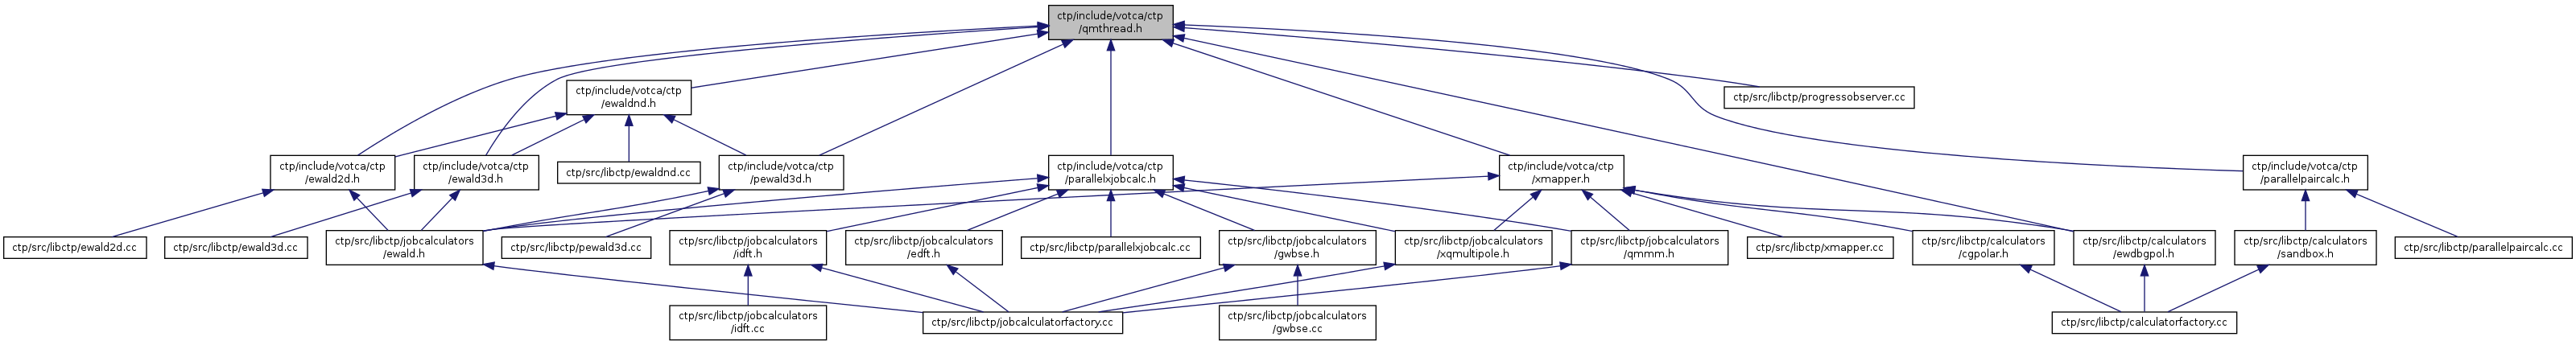 ctp/include/votca/ctp
/qmthread.h
ctp/include/votca/ctp
/ewaldnd.h
ctp/src/libctp/progressobserver.cc
ctp/include/votca/ctp
/ewald2d.h
ctp/include/votca/ctp
/ewald3d.h
ctp/src/libctp/ewaldnd.cc
ctp/include/votca/ctp
/pewald3d.h
ctp/include/votca/ctp
/parallelxjobcalc.h
ctp/include/votca/ctp
/xmapper.h
ctp/include/votca/ctp
/parallelpaircalc.h
ctp/src/libctp/ewald2d.cc
ctp/src/libctp/ewald3d.cc
ctp/src/libctp/jobcalculators
/ewald.h
ctp/src/libctp/pewald3d.cc
ctp/src/libctp/jobcalculators
/idft.h
ctp/src/libctp/jobcalculators
/edft.h
ctp/src/libctp/parallelxjobcalc.cc
ctp/src/libctp/jobcalculators
/gwbse.h
ctp/src/libctp/jobcalculators
/xqmultipole.h
ctp/src/libctp/jobcalculators
/qmmm.h
ctp/src/libctp/xmapper.cc
ctp/src/libctp/calculators
/cgpolar.h
ctp/src/libctp/calculators
/ewdbgpol.h
ctp/src/libctp/calculators
/sandbox.h
ctp/src/libctp/parallelpaircalc.cc
ctp/src/libctp/jobcalculators
/idft.cc
ctp/src/libctp/jobcalculatorfactory.cc
ctp/src/libctp/jobcalculators
/gwbse.cc
ctp/src/libctp/calculatorfactory.cc